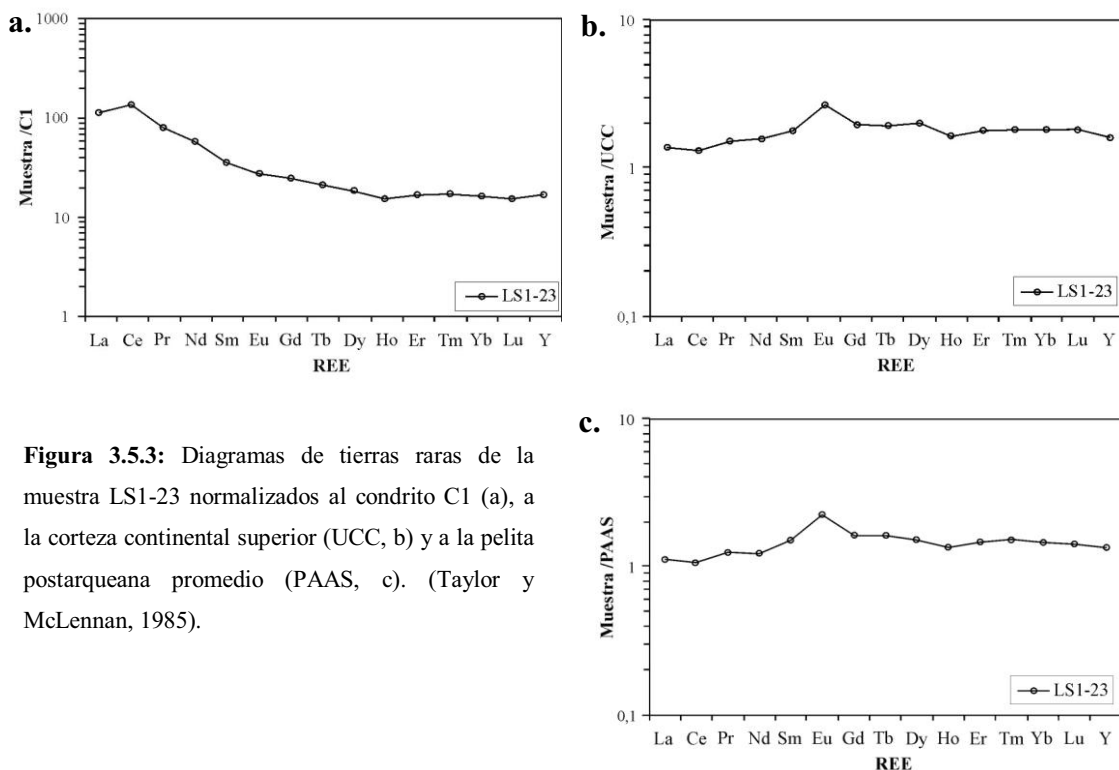 a.
1000
100
10
1
Muestra /C1
La Ce Pr Nd Sm Eu Gd Tb Dy Ho Er Tm Yb Lu Y
REE
LS1-23
b.
10
1
0,1
Muestra /UCC
La Ce Pr Nd Sm Eu Gd Tb Dy Ho Er Tm Yb Lu Y
REE
LS1-23
Figura 3.5.3: Diagramas de tierras raras de la
muestra LS1-23 normalizados al condrito C1 (a), a
la corteza continental superior (UCC, b) y a la pelita
postarqueana promedio (PAAS, c). (Taylor y
McLennan, 1985).
c.
10
1
0,1
Muestra /PAAS
La Ce Pr Nd Sm Eu Gd Tb Dy Ho Er Tm Yb Lu Y
REE
LS1-23